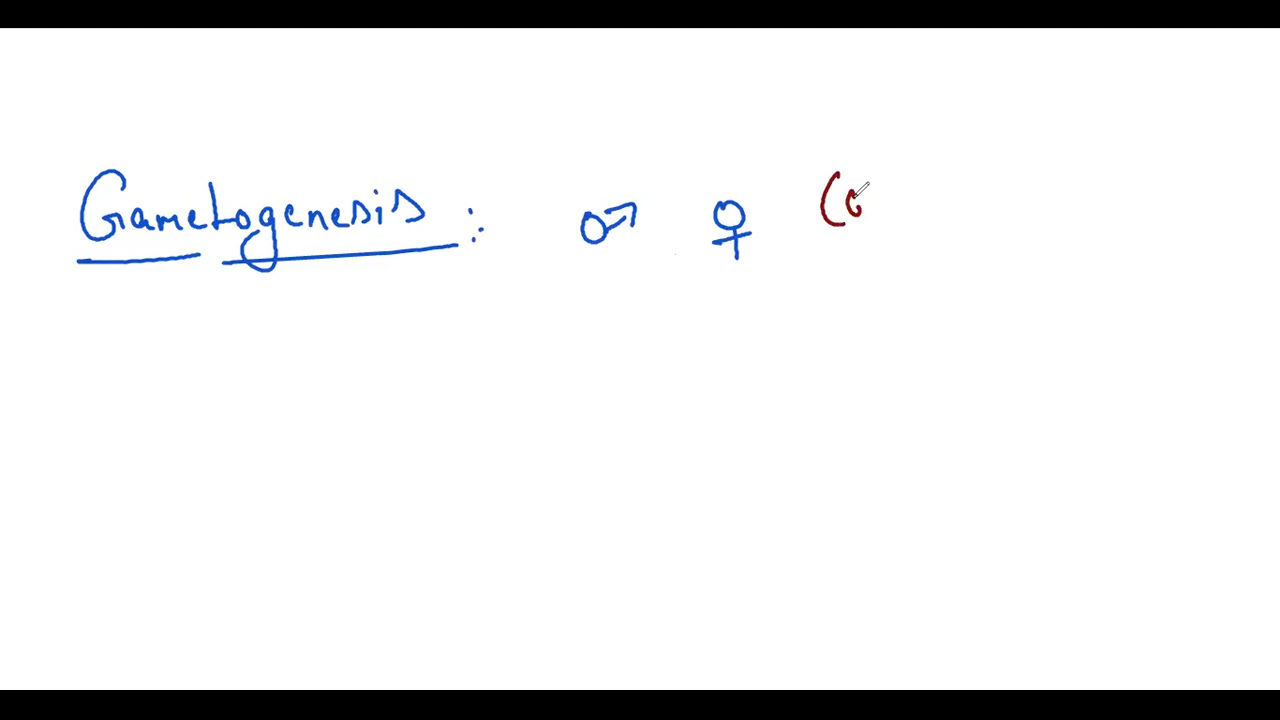 Gametogenesis : ♂ ♀ (